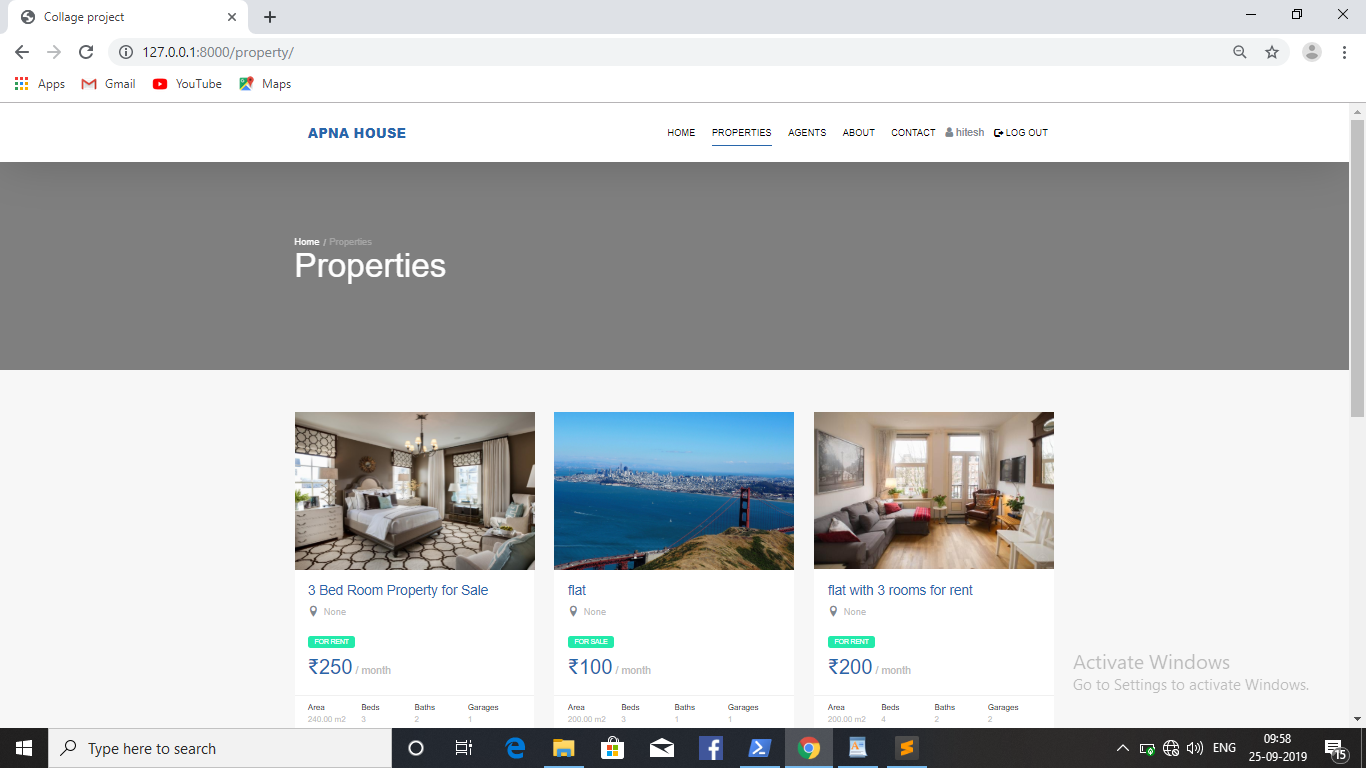 Collage project
127.0.0.1:8000/property/
Apps Gmail YouTube Maps
APNA HOUSE HOME PROPERTIES AGENTS ABOUT CONTACT hitesh LOG OUT
Home / Properties
Properties
3 Bed Room Property for Sale
None
FOR RENT
₹250 / month
Area Beds Baths Garages
240.00 m2 3 2 1
flat
None
FOR SALE
₹100 / month
Area Beds Baths Garages
200.00 m2 3 1 1
flat with 3 rooms for rent
None
FOR RENT
₹200 / month
Area Beds Baths Garages
200.00 m2 4 2 2
Activate Windows
Go to Settings to activate Windows.
Type here to search
ENG
09:58
25-09-2019
15